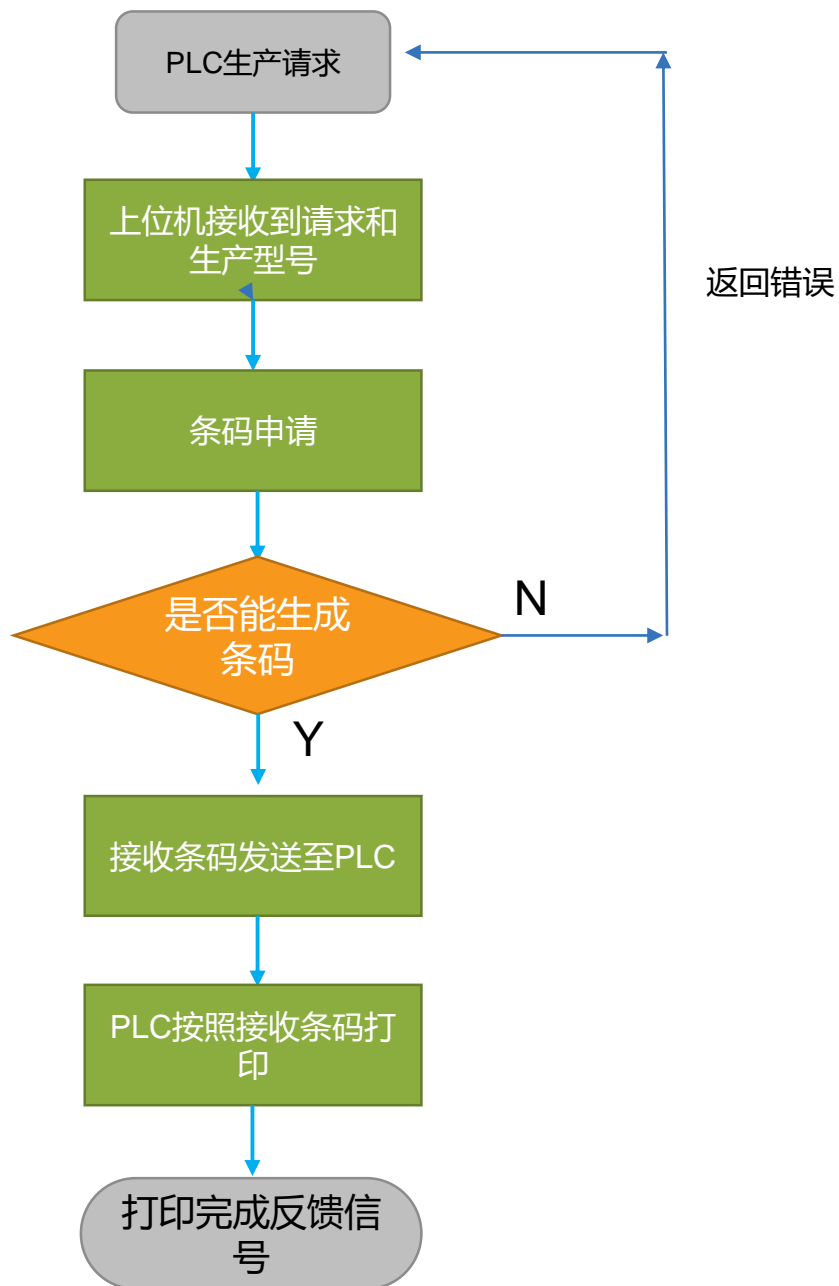 PLC生产请求
上位机接收到请求和
生产型号
返回错误
条码申请
是否能生成
条码
N
Y
接收条码发送至PLC
PLC按照接收条码打
印
打印完成反馈信
号